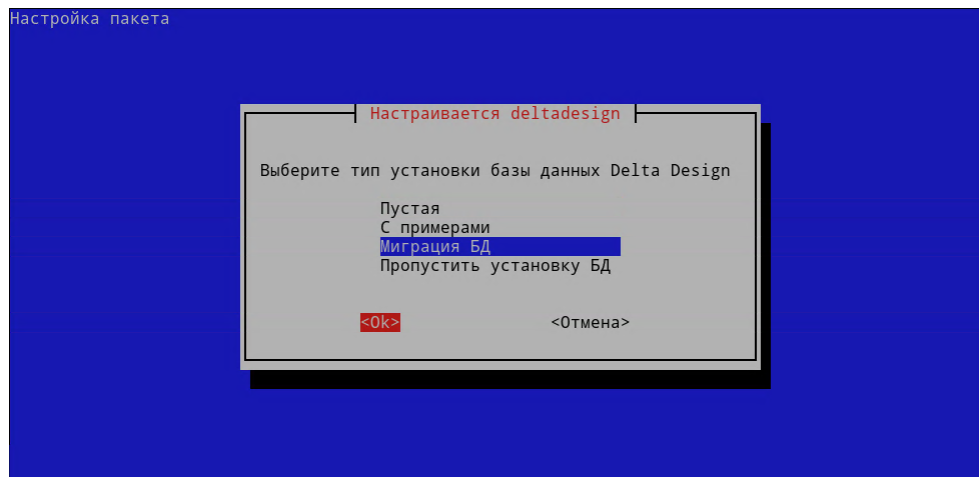 Настройка пакета
Настраивается deltadesign
Выберите тип установки базы данных Delta Design
Пустая
С примерами
Миграция БД
Пропустить установку БД
<Ok> <Отмена>